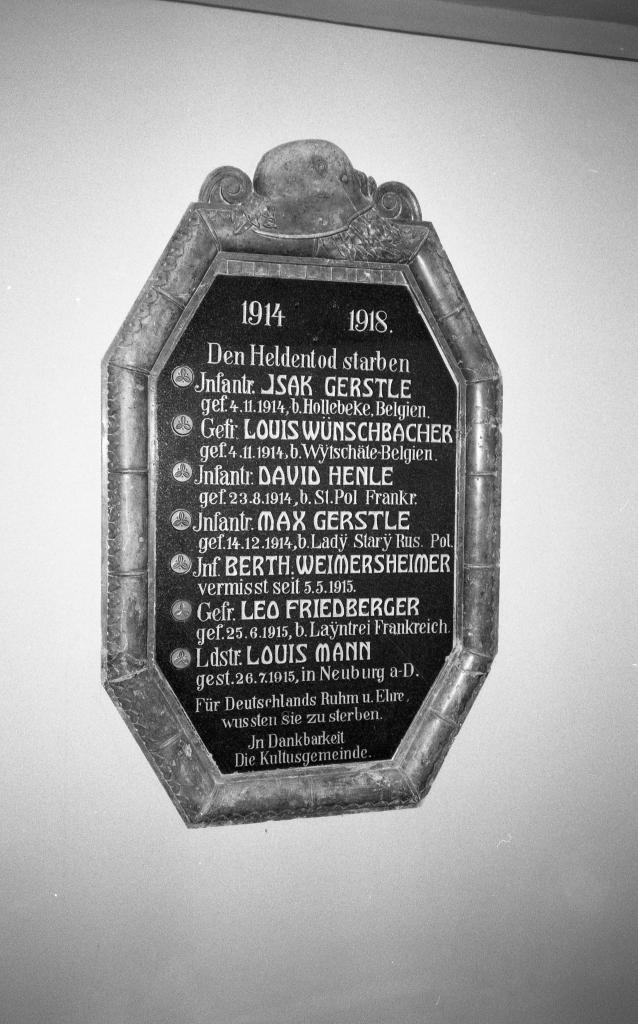 1914 1918.
Den Heldentod starben
Jnfantr. JSAK GERSTLE
gef. 4.11.1914, b. Hollebeke, Belgien.
Gefr. LOUIS WÜNSCHBACHER
gef. 4.11.1914, b. Wÿtschäte-Belgien.
Jnfantr. DAVID HENLE
gef. 23.8.1914, b. St. Pol Frankr.
Jnfantr. MAX GERSTLE
gef. 14.12.1914, b. Ladÿ Starÿ Rus. Pol.
Jnf. BERTH. WEIMERSHEIMER
vermisst seit 5.5.1915.
Gefr. LEO FRIEDBERGER
gef. 25.6.1915, b. Laÿntrei Frankreich.
Ldstr. LOUIS MANN
gest. 26.7.1915, in Neuburg a-D.
Für Deutschlands Ruhm u. Ehre,
wussten sie zu sterben.
Jn Dankbarkeit
Die Kultusgemeinde.